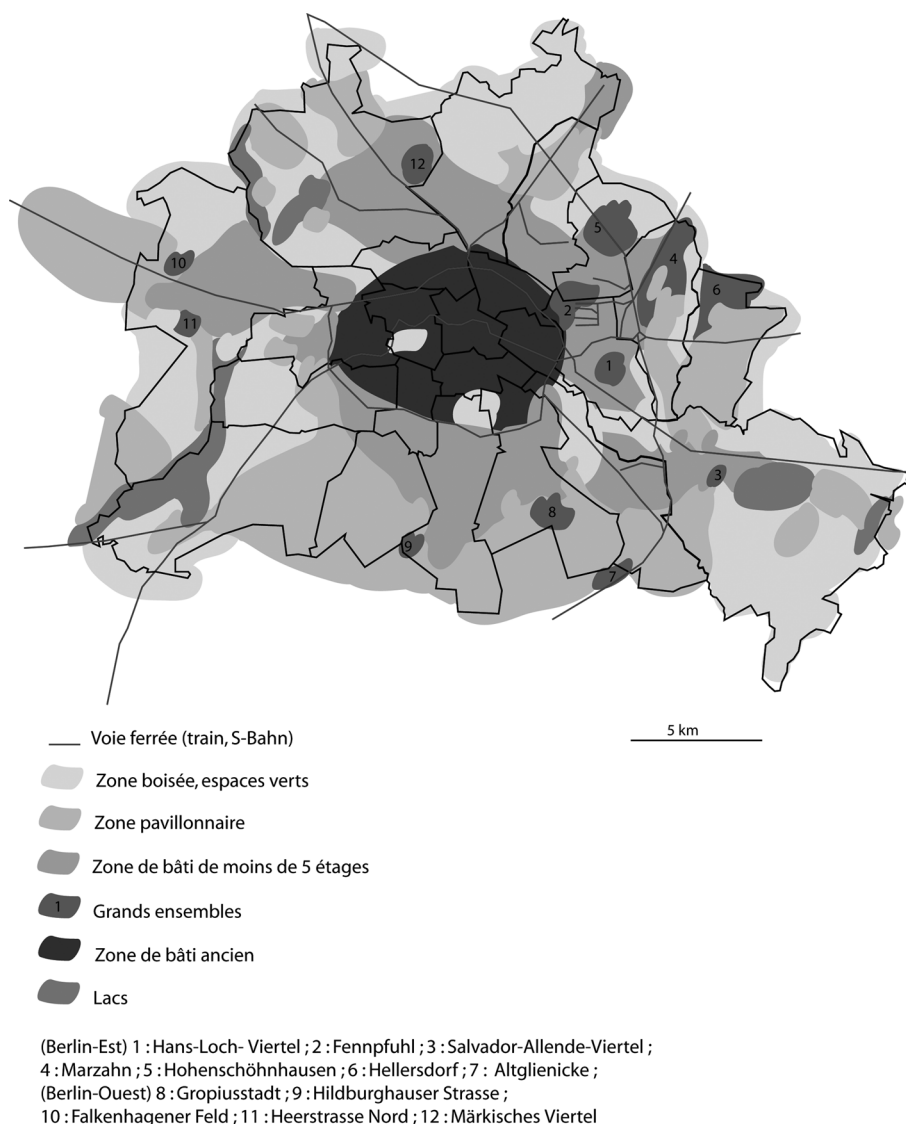 12
5
4
10
6
11
2
1
3
8
9
7
5 km
Voie ferrée (train, S-Bahn)
Zone boisée, espaces verts
Zone pavillonnaire
Zone de bâti de moins de 5 étages
1 Grands ensembles
Zone de bâti ancien
Lacs
(Berlin-Est) 1 : Hans-Loch- Viertel ; 2 : Fennpfuhl ; 3 : Salvador-Allende-Viertel ;
4 : Marzahn ; 5 : Hohenschöhnhausen ; 6 : Hellersdorf ; 7 : Altglienicke ;
(Berlin-Ouest) 8 : Gropiusstadt ; 9 : Hildburghauser Strasse ;
10 : Falkenhagener Feld ; 11 : Heerstrasse Nord ; 12 : Märkisches Viertel